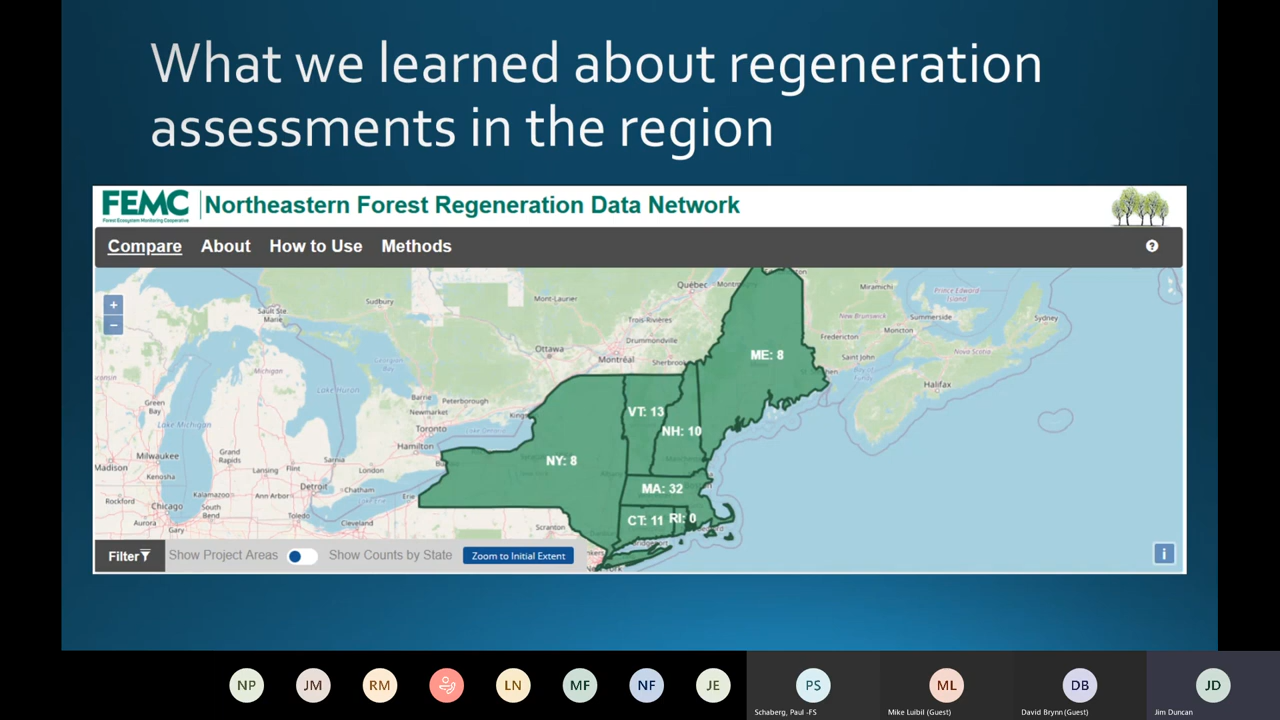 What we learned about regeneration
assessments in the region
FEMC
Forest Ecosystem Monitoring Cooperative
Northeastern Forest Regeneration Data Network
Compare About How to Use Methods
?
+
−
Sudbury
Mont-Laurier
Québec
Miramichi
Prince Edward
Island
Sault Ste.
Marie
Trois-Rivières
New Brunswick
Summerside
Sydney
Moncton
Drummondville
Fredericton
Ottawa
Montréal
Sherbrooke
Saint John
Nova Scotia
ME: 8
Georgian
Bay
Michigan
Halifax
Lake Huron
Barrie
Peterborough
Green
Bay
Newmarket
VT: 13
Toronto
Lake Michigan
NH: 10
Hamilton
Grand
Rapids
Sarnia
Milwaukee
Madison
Lansing
Flint
London
NY: 8
Kenosha
Detroit
Rockford
Kalamazoo
Ann Arbor
Chatham
Erie
MA: 32
Chicago
Windsor
Aurora
Toledo
Cleveland
Gary
Scranton
CT: 11 RI: 0
Filter Show Project Areas Show Counts by State Zoom to Initial Extent
i
NP JM RM LN MF NF JE PS ML DB JD
Schaberg, Paul -FS Mike Luibil (Guest) David Brynn (Guest) Jim Duncan